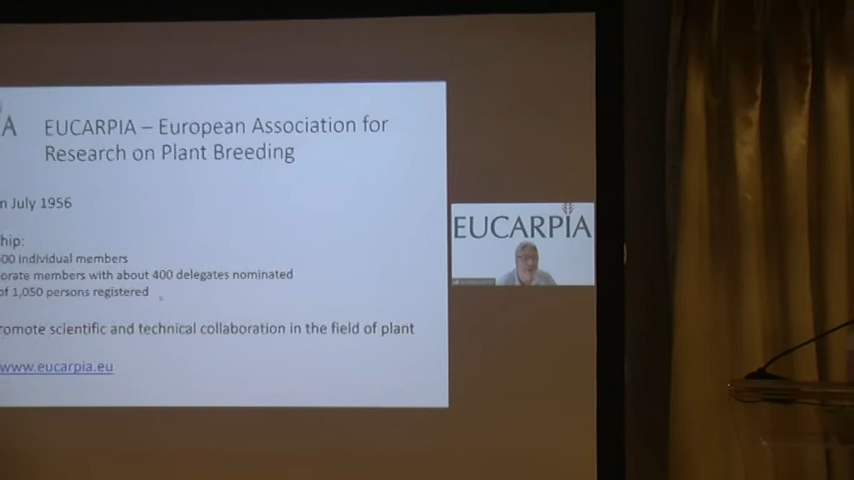 EUCARPIA – European Association for
Research on Plant Breeding
n July 1956
hip:
00 individual members
orate members with about 400 delegates nominated
of 1,050 persons registered
romote scientific and technical collaboration in the field of plant
www.eucarpia.eu
EUCARPIA